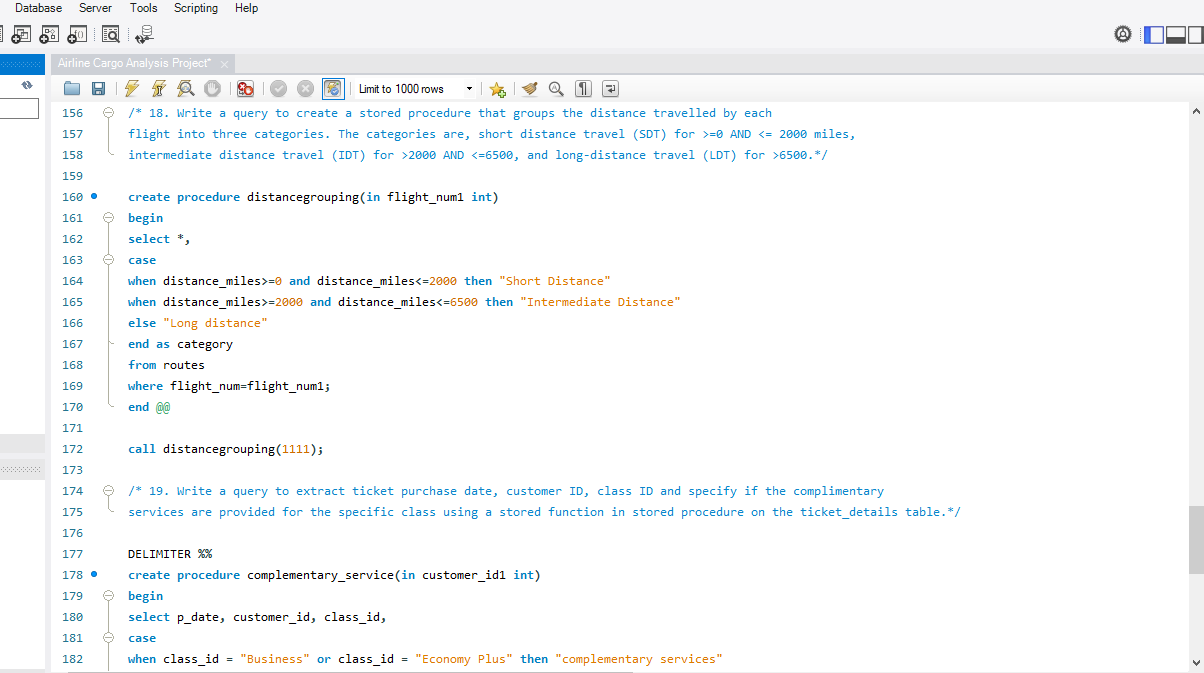 Database Server Tools Scripting Help
Airline Cargo Analysis Project*
Limit to 1000 rows
156 /* 18. Write a query to create a stored procedure that groups the distance travelled by each
157 flight into three categories. The categories are, short distance travel (SDT) for >=0 AND <= 2000 miles,
158 intermediate distance travel (IDT) for >2000 AND <=6500, and long-distance travel (LDT) for >6500.*/
159
160 create procedure distancegrouping(in flight_num1 int)
161 begin
162 select *,
163 case
164 when distance_miles>=0 and distance_miles<=2000 then "Short Distance"
165 when distance_miles>=2000 and distance_miles<=6500 then "Intermediate Distance"
166 else "Long distance"
167 end as category
168 from routes
169 where flight_num=flight_num1;
170 end @@
171
172 call distancegrouping(1111);
173
174 /* 19. Write a query to extract ticket purchase date, customer ID, class ID and specify if the complimentary
175 services are provided for the specific class using a stored function in stored procedure on the ticket_details table.*/
176
177 DELIMITER %%
178 create procedure complementary_service(in customer_id1 int)
179 begin
180 select p_date, customer_id, class_id,
181 case
182 when class_id = "Business" or class_id = "Economy Plus" then "complementary services"